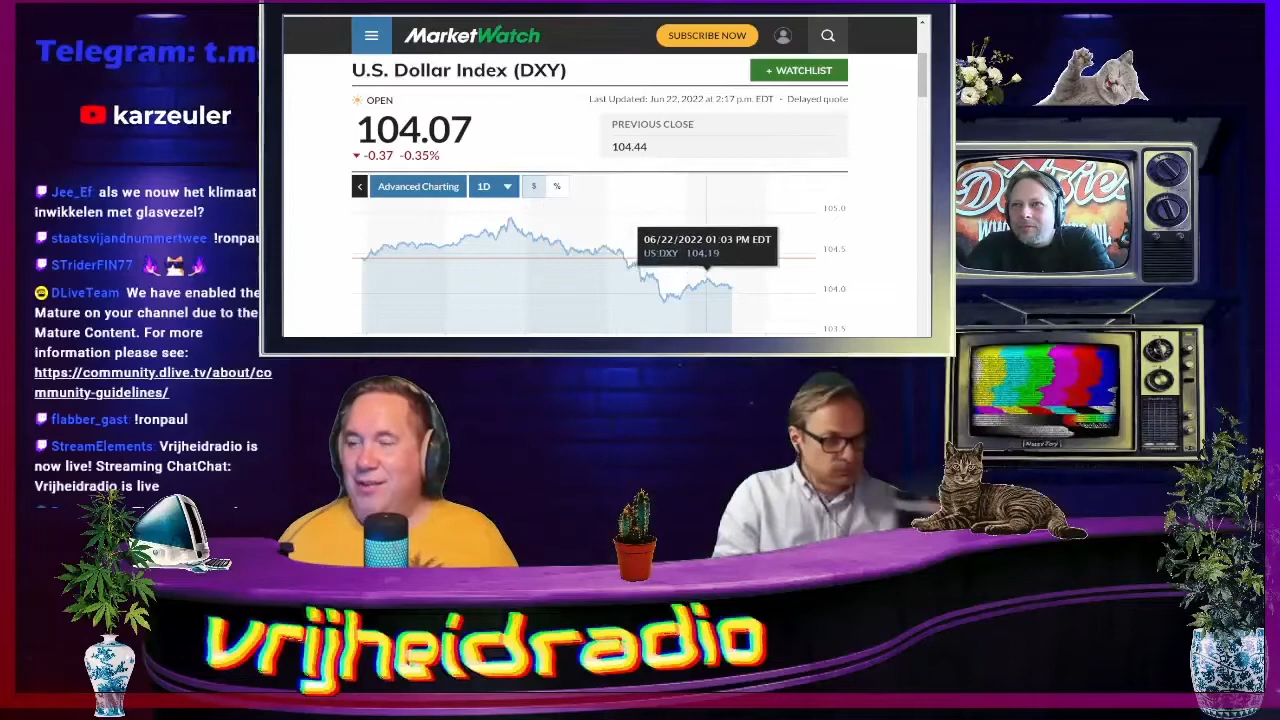 Telegram: t.m
karzeuler
Jee_Ef als we nouw het klimaat
inwikkelen met glasvezel?
staatsvijandnummertwee !ronpau
STriderFIN77
DLiveTeam We have enabled the
Mature on your channel due to the
Mature Content. For more
information please see:
https://community.dlive.tv/about/co
mmunity-guidelines/
flabber_gast !ronpaul
StreamElements Vrijheidradio is
now live! Streaming ChatChat:
Vrijheidradio is live
MarketWatch
SUBSCRIBE NOW
U.S. Dollar Index (DXY)
+ WATCHLIST
OPEN
Last Updated: Jun 22, 2022 at 2:17 p.m. EDT • Delayed quote
104.07
-0.37 -0.35%
PREVIOUS CLOSE
104.44
Advanced Charting
1D
$
%
105.0
104.5
104.0
103.5
06/22/2022 01:03 PM EDT
US:DXY 104.19
vrijheidradio